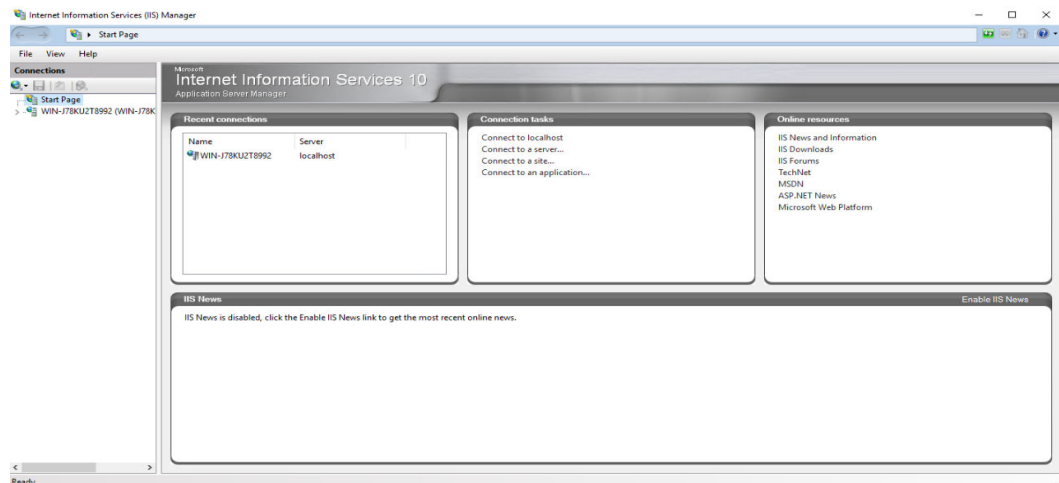 Internet Information Services (IIS) Manager
Start Page
File View Help
Connections
Start Page
WIN-J78KU2T8992 (WIN-J78K
Microsoft
Internet Information Services 10
Application Server Manager
Recent connections
Name Server
WIN-J78KU2T8992 localhost
Connection tasks
Connect to localhost
Connect to a server...
Connect to a site...
Connect to an application...
Online resources
IIS News and Information
IIS Downloads
IIS Forums
TechNet
MSDN
ASP.NET News
Microsoft Web Platform
IIS News
Enable IIS News
IIS News is disabled, click the Enable IIS News link to get the most recent online news.
Ready